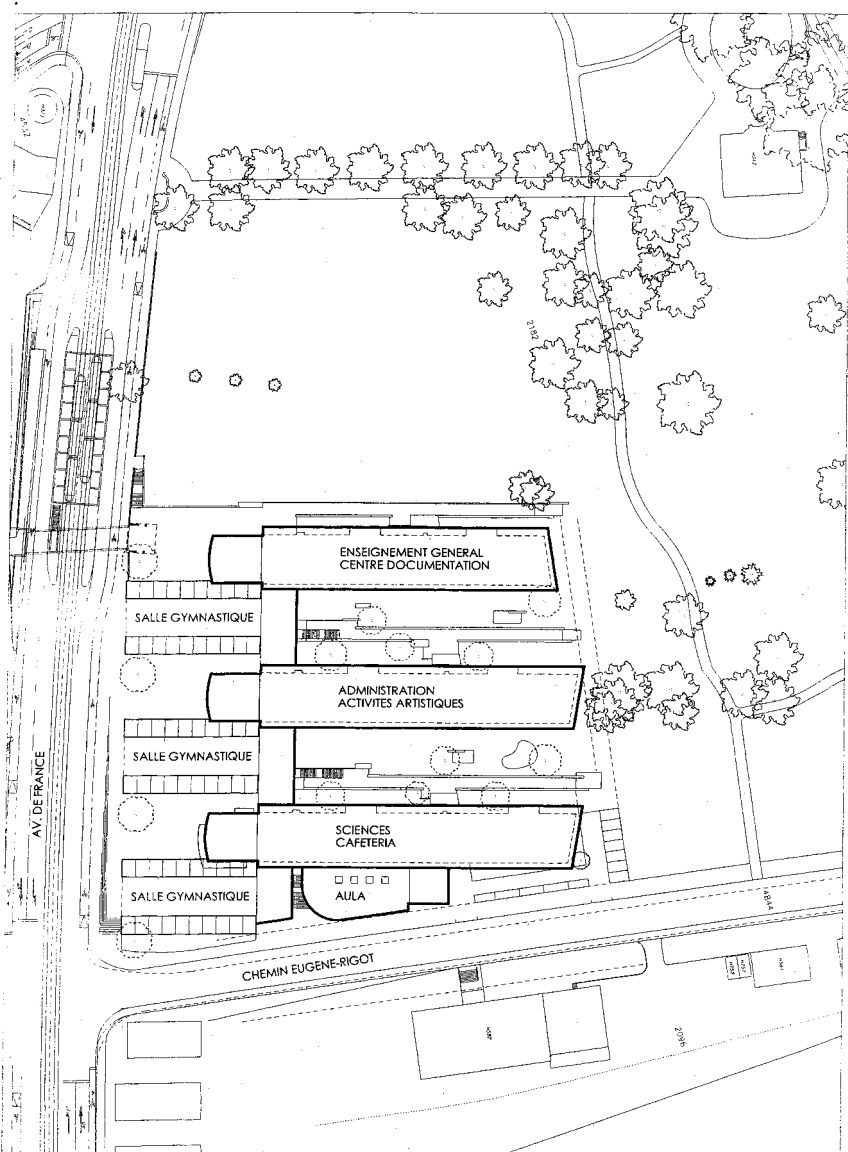 2182
ENSEIGNEMENT GENERAL
CENTRE DOCUMENTATION
SALLE GYMNASTIQUE
ADMINISTRATION
ACTIVITES ARTISTIQUES
SALLE GYMNASTIQUE
AV. DE FRANCE
SCIENCES
CAFETERIA
SALLE GYMNASTIQUE
AULA
CHEMIN EUGENE-RIGOT
2096